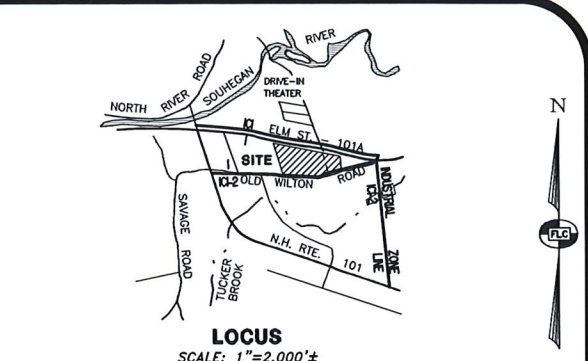 RIVER
NORTH RIVER ROAD
SOUHEGAN
DRIVE-IN
THEATER
N
ICI
ELM ST. - 101A
SITE
ICI-2
OLD WILTON ROAD
INDUSTRIAL
ICI-2
ZONE
LINE
FLC
SAVAGE ROAD
N.H. RTE. 101
TUCKER
BROOK
LOCUS
SCALE: 1"=2,000'±